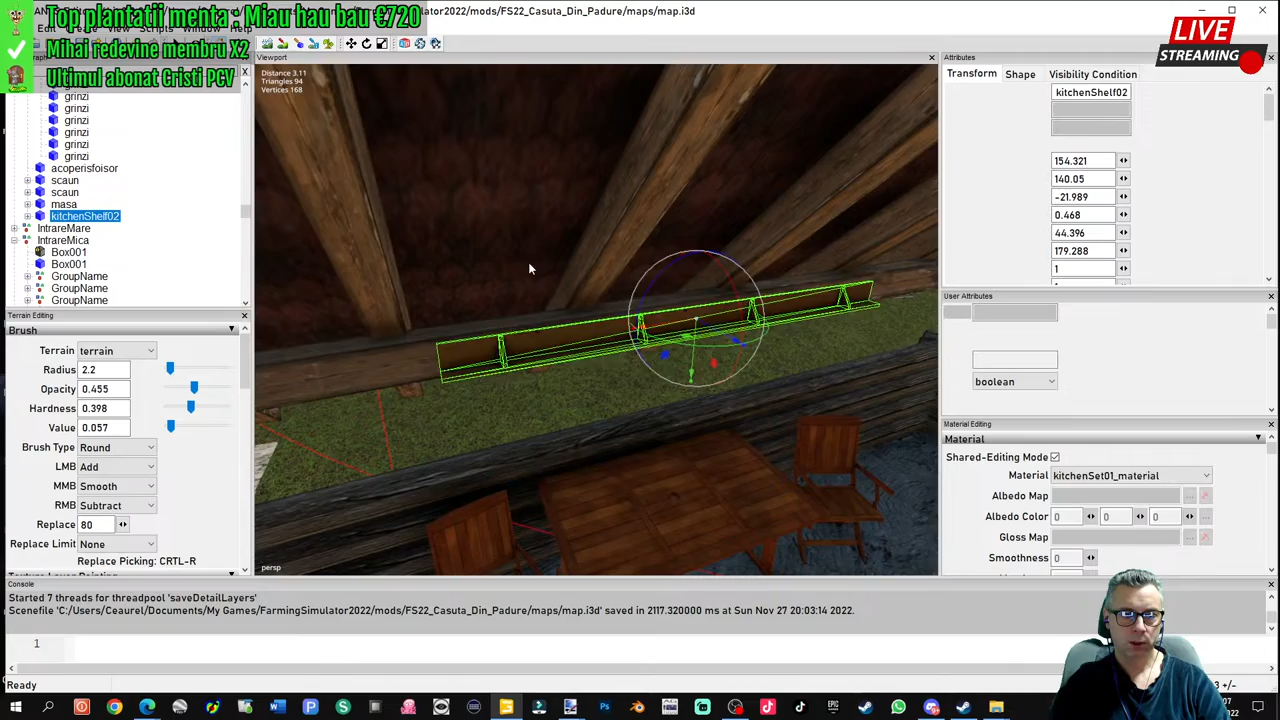 Top plantatii menta : Miau hau bau €720
Mihai redevine membru X2
Ultimul abonat Cristi PCV
ulator2022/mods/FS22_Casuta_Din_Padure/maps/map.i3d
LIVE
STREAMING
Viewport
Distance 3.11
Triangles 94
Vertices 168
persp
grinzi
grinzi
grinzi
grinzi
grinzi
grinzi
acoperisfoisor
scaun
scaun
masa
kitchenShelf02
IntrareMare
IntrareMica
Box001
Box001
GroupName
GroupName
GroupName
Terrain Editing
Brush
Terrain terrain
Radius 2.2
Opacity 0.455
Hardness 0.398
Value 0.057
Brush Type Round
LMB Add
MMB Smooth
RMB Subtract
Replace 80
Replace Limit None
Replace Picking: CRTL-R
Attributes
Transform Shape Visibility Condition
kitchenShelf02
154.321
140.05
-21.989
0.468
44.396
179.288
1
User Attributes
boolean
Material Editing
Material
Shared-Editing Mode
Material kitchenSet01_material
Albedo Map
Albedo Color 0 0 0
Gloss Map
Smoothness 0
Console
Started 7 threads for threadpool 'saveDetailLayers'
Scenefile 'C:/Users/Ceaurel/Documents/My Games/FarmingSimulator2022/mods/FS22_Casuta_Din_Padure/maps/map.i3d' saved in 2117.320000 ms at Sun Nov 27 20:03:14 2022.
1
Ready